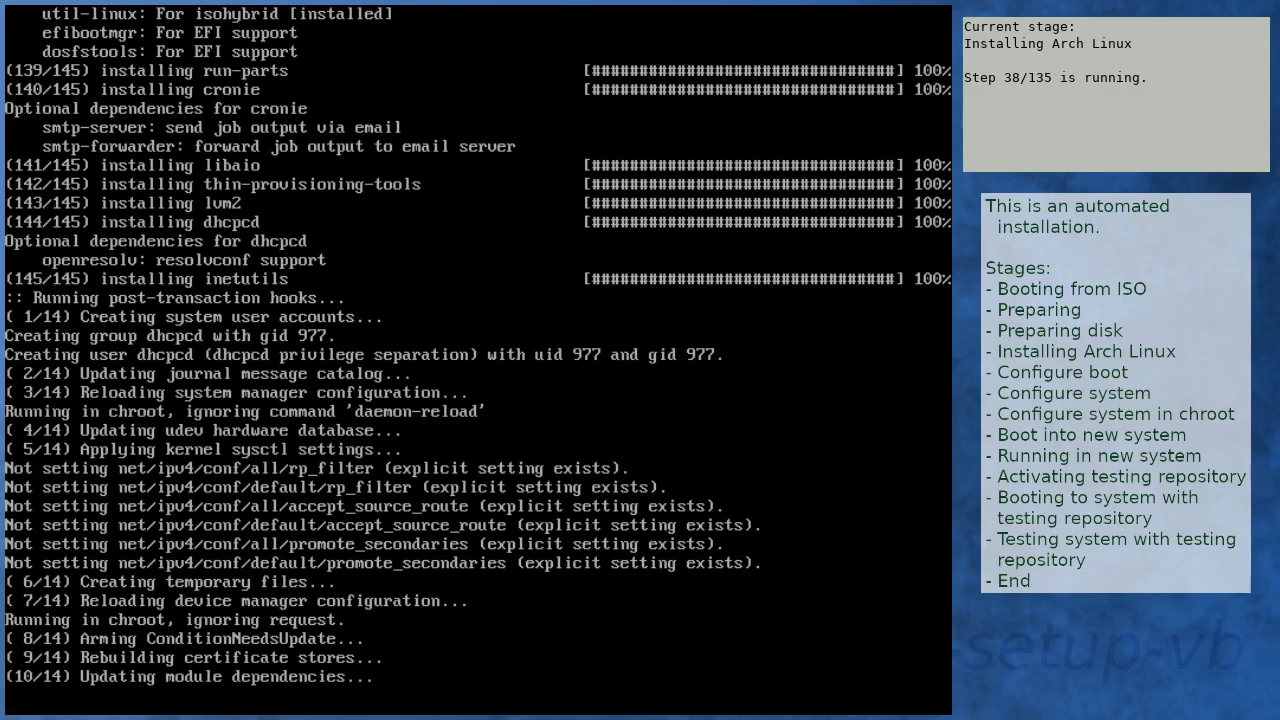 util-linux: For isohybrid [installed]
efibootmgr: For EFI support
dosfstools: For EFI support
(139/145) installing run-parts [################################] 100%
(140/145) installing cronie [################################] 100%
Optional dependencies for cronie
smtp-server: send job output via email
smtp-forwarder: forward job output to email server
(141/145) installing libaio [################################] 100%
(142/145) installing thin-provisioning-tools [################################] 100%
(143/145) installing lvm2 [################################] 100%
(144/145) installing dhcpcd [################################] 100%
Optional dependencies for dhcpcd
openresolv: resolvconf support
(145/145) installing inetutils [################################] 100%
:: Running post-transaction hooks...
( 1/14) Creating system user accounts...
Creating group dhcpcd with gid 977.
Creating user dhcpcd (dhcpcd privilege separation) with uid 977 and gid 977.
( 2/14) Updating journal message catalog...
( 3/14) Reloading system manager configuration...
Running in chroot, ignoring command 'daemon-reload'
( 4/14) Updating udev hardware database...
( 5/14) Applying kernel sysctl settings...
Not setting net/ipv4/conf/all/rp_filter (explicit setting exists).
Not setting net/ipv4/conf/default/rp_filter (explicit setting exists).
Not setting net/ipv4/conf/all/accept_source_route (explicit setting exists).
Not setting net/ipv4/conf/default/accept_source_route (explicit setting exists).
Not setting net/ipv4/conf/all/promote_secondaries (explicit setting exists).
Not setting net/ipv4/conf/default/promote_secondaries (explicit setting exists).
( 6/14) Creating temporary files...
( 7/14) Reloading device manager configuration...
Running in chroot, ignoring request.
( 8/14) Arming ConditionNeedsUpdate...
( 9/14) Rebuilding certificate stores...
(10/14) Updating module dependencies...
Current stage:
Installing Arch Linux
Step 38/135 is running.
This is an automated
installation.
Stages:
- Booting from ISO
- Preparing
- Preparing disk
- Installing Arch Linux
- Configure boot
- Configure system
- Configure system in chroot
- Boot into new system
- Running in new system
- Activating testing repository
- Booting to system with
testing repository
- Testing system with testing
repository
- End
setup-vb